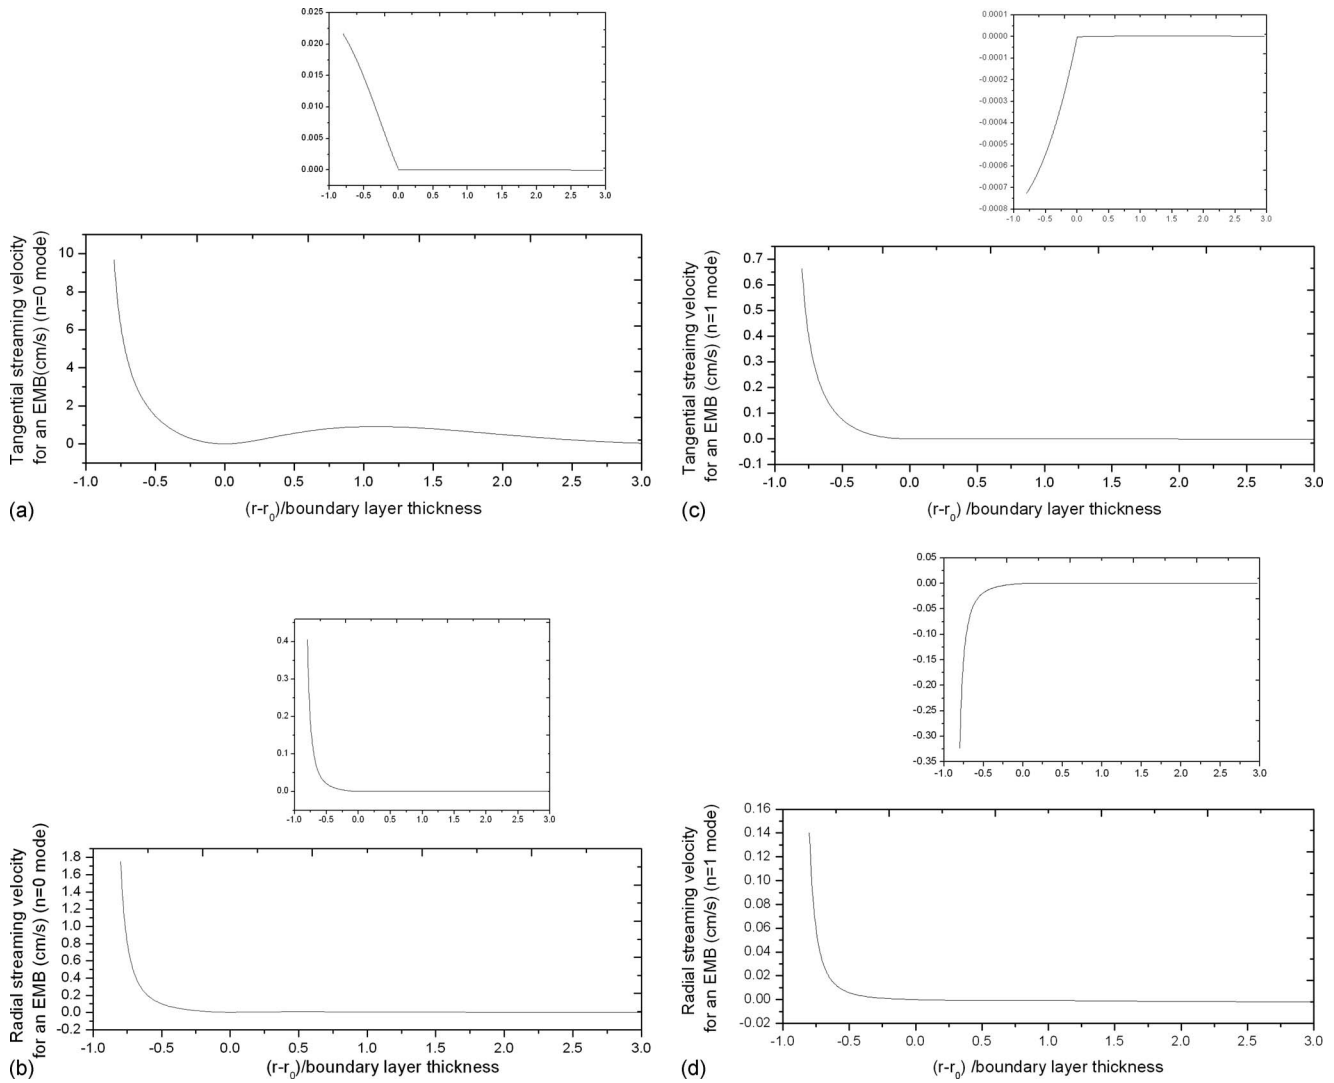 0.025
0.020
0.015
0.010
0.005
0.000
-1.0 -0.5 0.0 0.5 1.0 1.5 2.0 2.5 3.0
Tangential streaming velocity
for an EMB(cm/s) (n=0 mode)
10
8
6
4
2
0
-1.0 -0.5 0.0 0.5 1.0 1.5 2.0 2.5 3.0
(a)
(r-r0)/boundary layer thickness
0.4
0.3
0.2
0.1
0.0
-1.0 -0.5 0.0 0.5 1.0 1.5 2.0 2.5 3.0
Radial streaming velocity
for an EMB (cm/s) (n=0 mode)
1.8
1.6
1.4
1.2
1.0
0.8
0.6
0.4
0.2
0.0
-0.2
-1.0 -0.5 0.0 0.5 1.0 1.5 2.0 2.5 3.0
(b)
(r-r0)/boundary layer thickness
0.0001
0.0000
-0.0001
-0.0002
-0.0003
-0.0004
-0.0005
-0.0006
-0.0007
-0.0008
-1.0 -0.5 0.0 0.5 1.0 1.5 2.0 2.5 3.0
Tangential streaimg velocity
for an EMB (cm/s) (n=1 mode)
0.7
0.6
0.5
0.4
0.3
0.2
0.1
0.0
-0.1
-1.0 -0.5 0.0 0.5 1.0 1.5 2.0 2.5 3.0
(c)
(r-r0) /boundary layer thickness
0.05
0.00
-0.05
-0.10
-0.15
-0.20
-0.25
-0.30
-0.35
-1.0 -0.5 0.0 0.5 1.0 1.5 2.0 2.5 3.0
Radial streaming velocity
for an EMB (cm/s) (n=1 mode)
0.16
0.14
0.12
0.10
0.08
0.06
0.04
0.02
0.00
-0.02
-1.0 -0.5 0.0 0.5 1.0 1.5 2.0 2.5 3.0
(d)
(r-r0) /boundary layer thickness